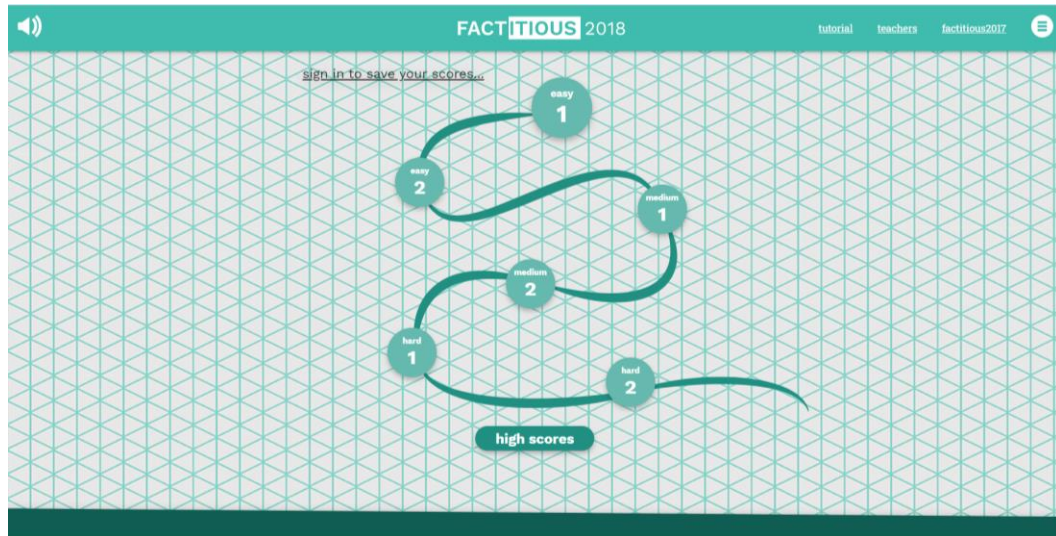 FACTITIOUS 2018
tutorial teachers factitious2017
sign in to save your scores...
easy
1
easy
2
medium
1
medium
2
hard
1
hard
2
high scores